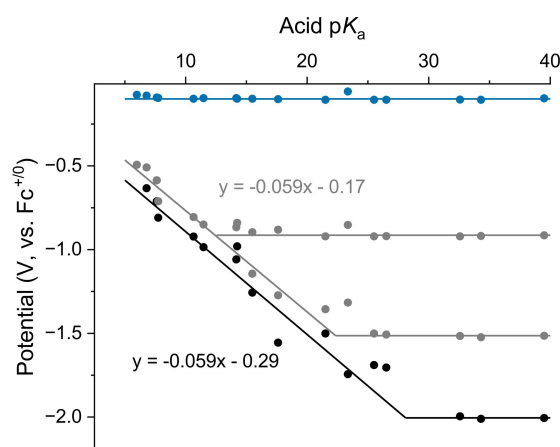 Acid pKa
10 20 30 40
Potential (V, vs. Fc+/0)
−0.5
−1.0
−1.5
−2.0
y = -0.059x - 0.17
y = -0.059x - 0.29